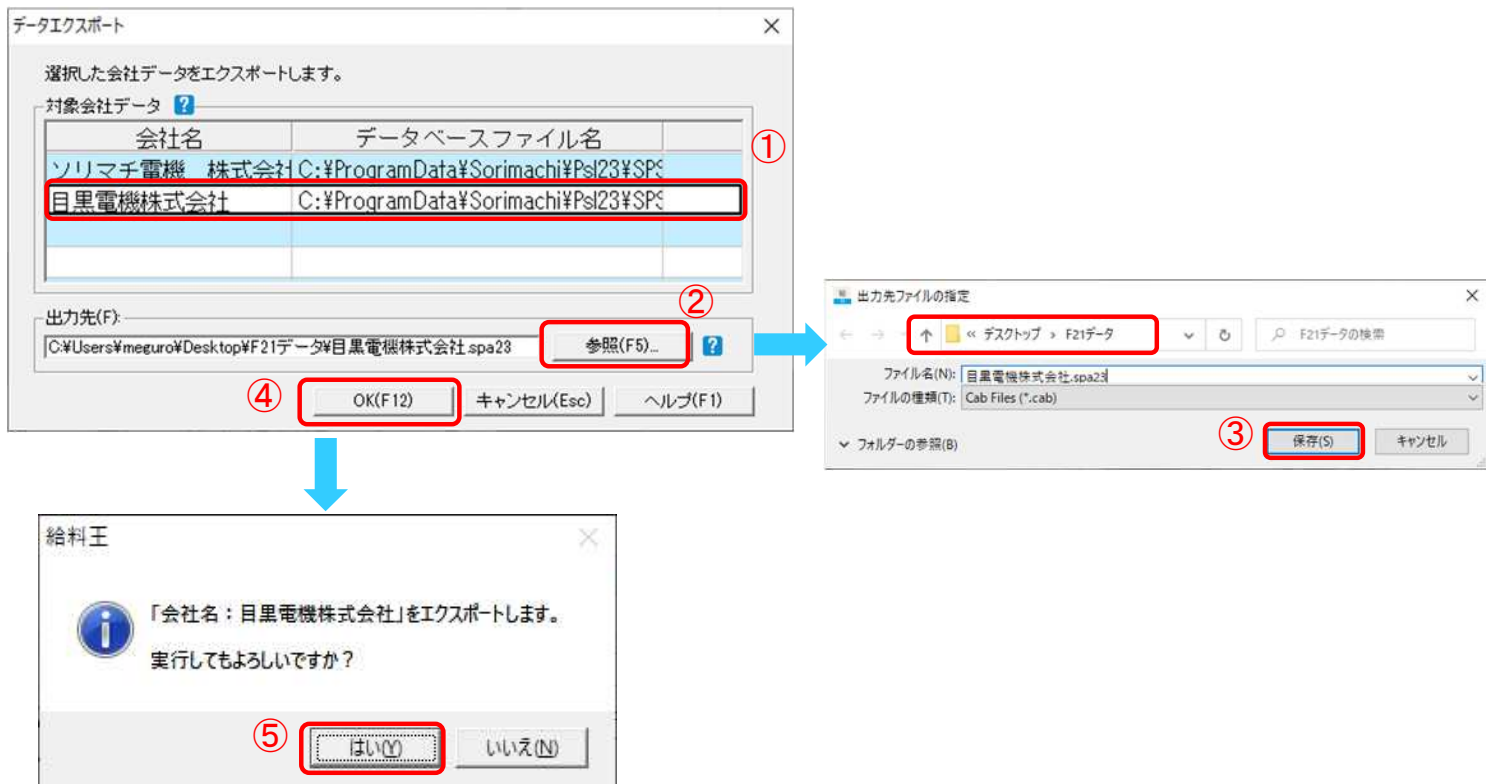 データエクスポート
選択した会社データをエクスポートします。
対象会社データ ?
会社名 データベースファイル名
①
ソリマチ電機 株式会社 C:¥ProgramData¥Sorimachi¥Psl23¥SPS
目黒電機株式会社 C:¥ProgramData¥Sorimachi¥Psl23¥SPS
②
出力先(F):
C:¥Users¥meguro¥Desktop¥F21データ¥目黒電機株式会社.spa23 参照(F5)... ?
④
OK(F12) キャンセル(Esc) ヘルプ(F1)
出力先ファイルの指定
« デスクトップ › F21データ F21データの検索
ファイル名(N): 目黒電機株式会社.spa23
ファイルの種類(T): Cab Files (*.cab)
フォルダーの参照(B) ③ 保存(S) キャンセル
給料王
「会社名：目黒電機株式会社」をエクスポートします。
実行してもよろしいですか？
⑤ はい(Y) いいえ(N)